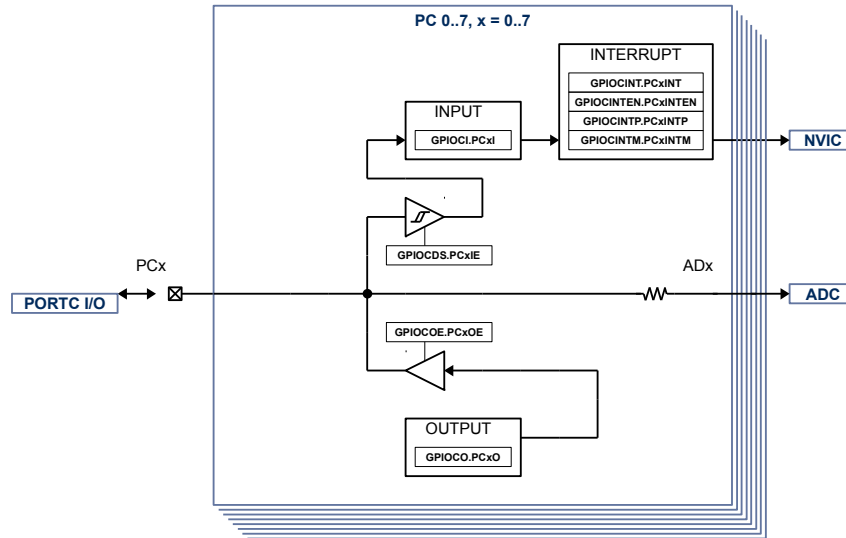 PC 0..7, x = 0..7
INTERRUPT
GPIOCINT.PCxINT
GPIOCINTEN.PCxINTEN
GPIOCINTP.PCxINTP
GPIOCINTM.PCxINTM
INPUT
GPIOCI.PCxI
NVIC
GPIOCDS.PCxIE
PCx
ADx
PORTC I/O
ADC
GPIOCOE.PCxOE
OUTPUT
GPIOCO.PCxO